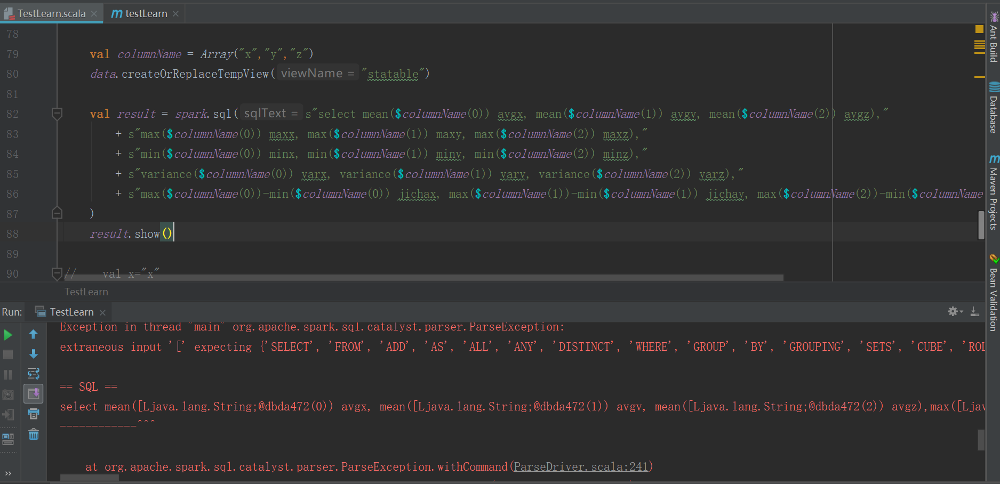 TestLearn.scala
testLearn
78
79 val columnName = Array("x","y","z")
80 data.createOrReplaceTempView( viewName = "statable")
81
82 val result = spark.sql( sqlText = s"select mean($columnName(0)) avgx, mean($columnName(1)) avgv, mean($columnName(2)) avgz),"
83 + s"max($columnName(0)) maxx, max($columnName(1)) maxy, max($columnName(2)) maxz),"
84 + s"min($columnName(0)) minx, min($columnName(1)) minv, min($columnName(2)) minz),"
85 + s"variance($columnName(0)) varx, variance($columnName(1)) varv, variance($columnName(2)) varz),"
86 + s"max($columnName(0))-min($columnName(0)) jichax, max($columnName(1))-min($columnName(1)) jichay, max($columnName(2))-min($columnName
87 )
88 result.show()
89
90 // val x="x"
TestLearn
Run: TestLearn
Exception in thread "main" org.apache.spark.sql.catalyst.parser.ParseException:
extraneous input '[' expecting {'SELECT', 'FROM', 'ADD', 'AS', 'ALL', 'ANY', 'DISTINCT', 'WHERE', 'GROUP', 'BY', 'GROUPING', 'SETS', 'CUBE', 'ROL
== SQL ==
select mean([Ljava.lang.String;@dbda472(0)) avgx, mean([Ljava.lang.String;@dbda472(1)) avgv, mean([Ljava.lang.String;@dbda472(2)) avgz),max([Ljav
------------^^^
at org.apache.spark.sql.catalyst.parser.ParseException.withCommand(ParseDriver.scala:241)
Ant Build
Database
Maven Projects
Bean Validation